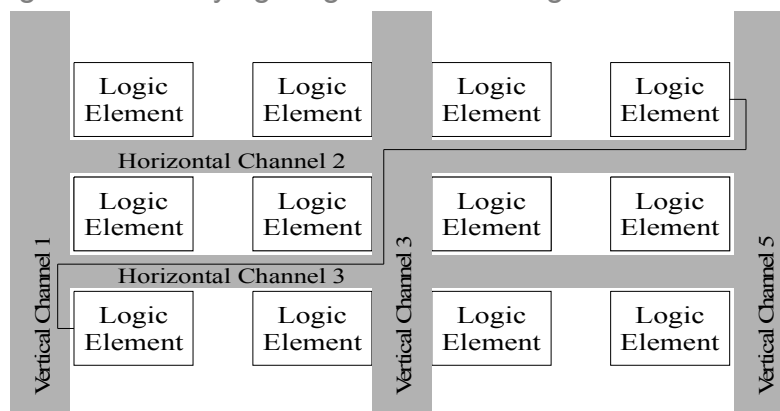 Logic Logic Logic Logic
Element Element Element Element
Horizontal Channel 2
Logic Logic Logic Logic
Element Element Element Element
Horizontal Channel 3
Logic Logic Logic Logic
Element Element Element Element
Vertical Channel 1
Vertical Channel 3
Vertical Channel 5